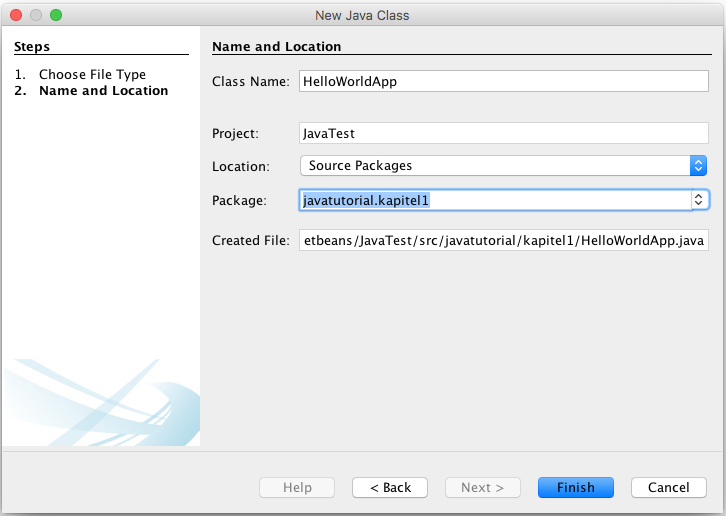 New Java Class
Steps
1. Choose File Type
2. Name and Location
Name and Location
Class Name: HelloWorldApp
Project: JavaTest
Location: Source Packages
Package: javatutorial.kapitel1
Created File: etbeans/JavaTest/src/javatutorial/kapitel1/HelloWorldApp.java
Help < Back Next > Finish Cancel